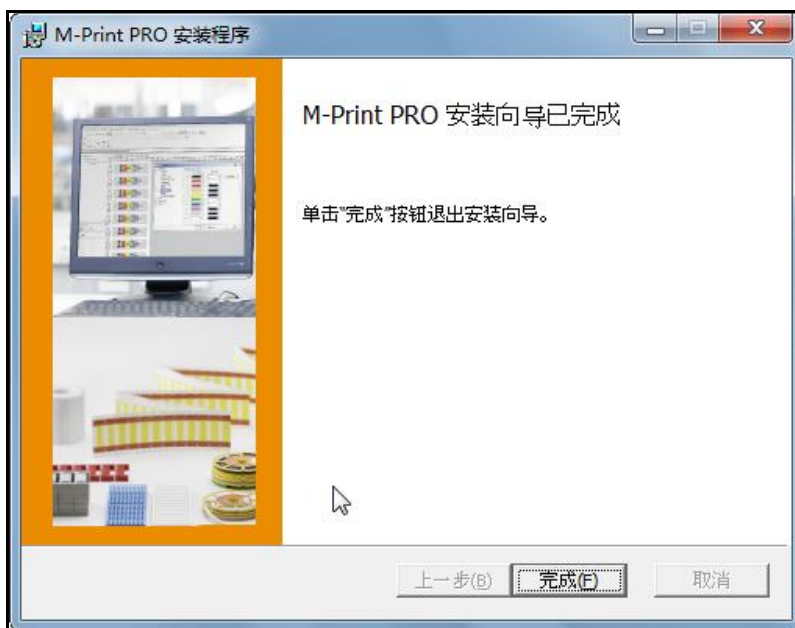 M-Print PRO 安装程序
M-Print PRO 安装向导已完成
单击"完成"按钮退出安装向导。
上一步(B) 完成(F) 取消